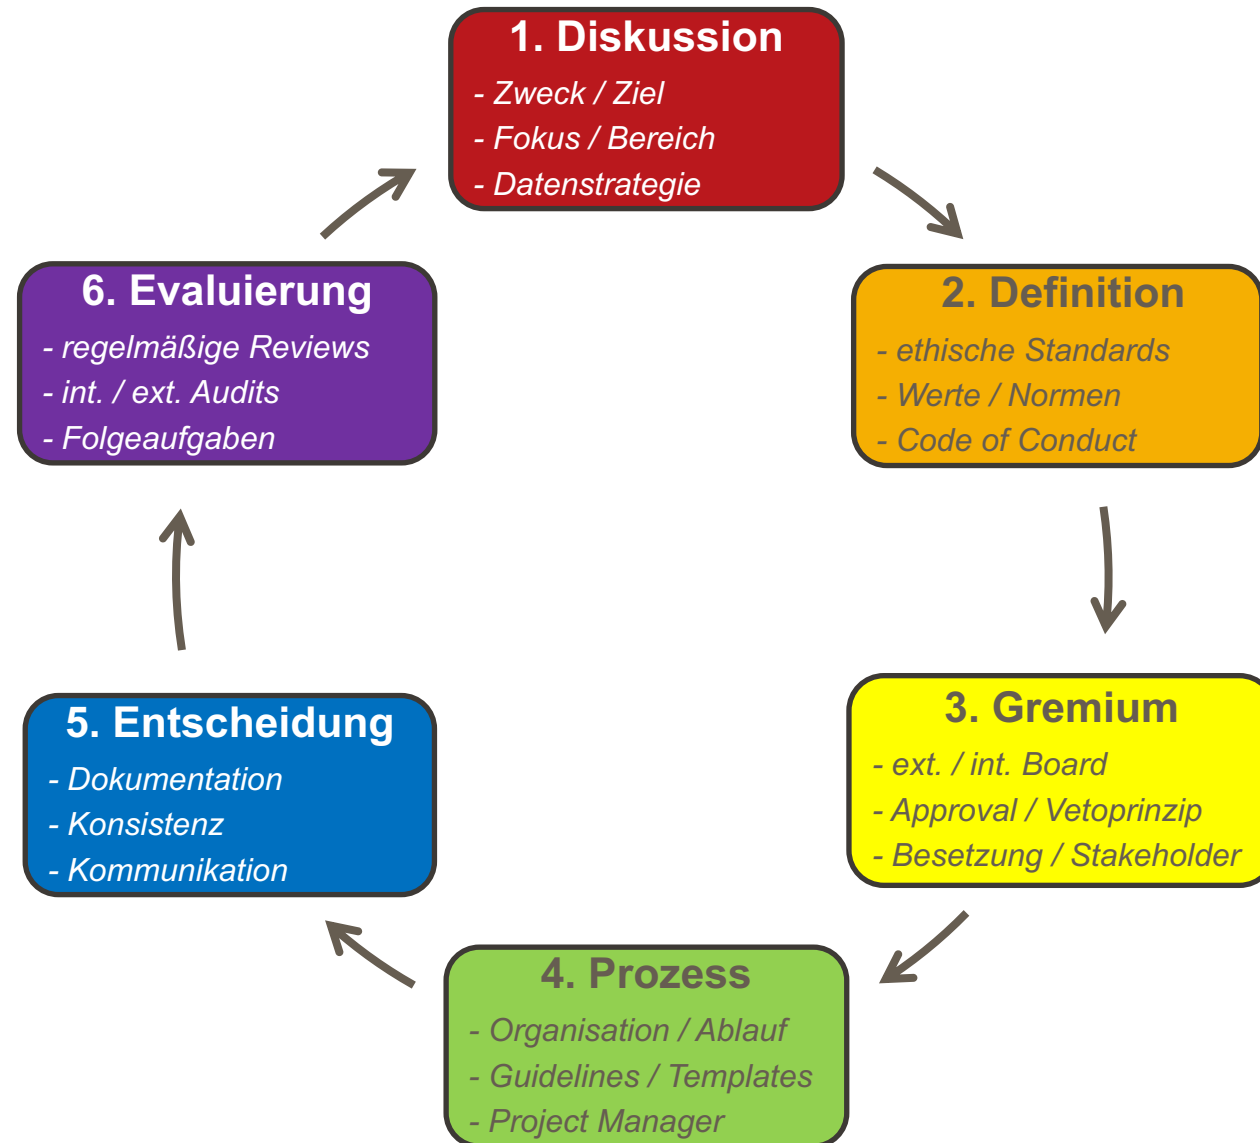 1. Diskussion
- Zweck / Ziel
- Fokus / Bereich
- Datenstrategie
2. Definition
- ethische Standards
- Werte / Normen
- Code of Conduct
3. Gremium
- ext. / int. Board
- Approval / Vetoprinzip
- Besetzung / Stakeholder
4. Prozess
- Organisation / Ablauf
- Guidelines / Templates
- Project Manager
5. Entscheidung
- Dokumentation
- Konsistenz
- Kommunikation
6. Evaluierung
- regelmäßige Reviews
- int. / ext. Audits
- Folgeaufgaben